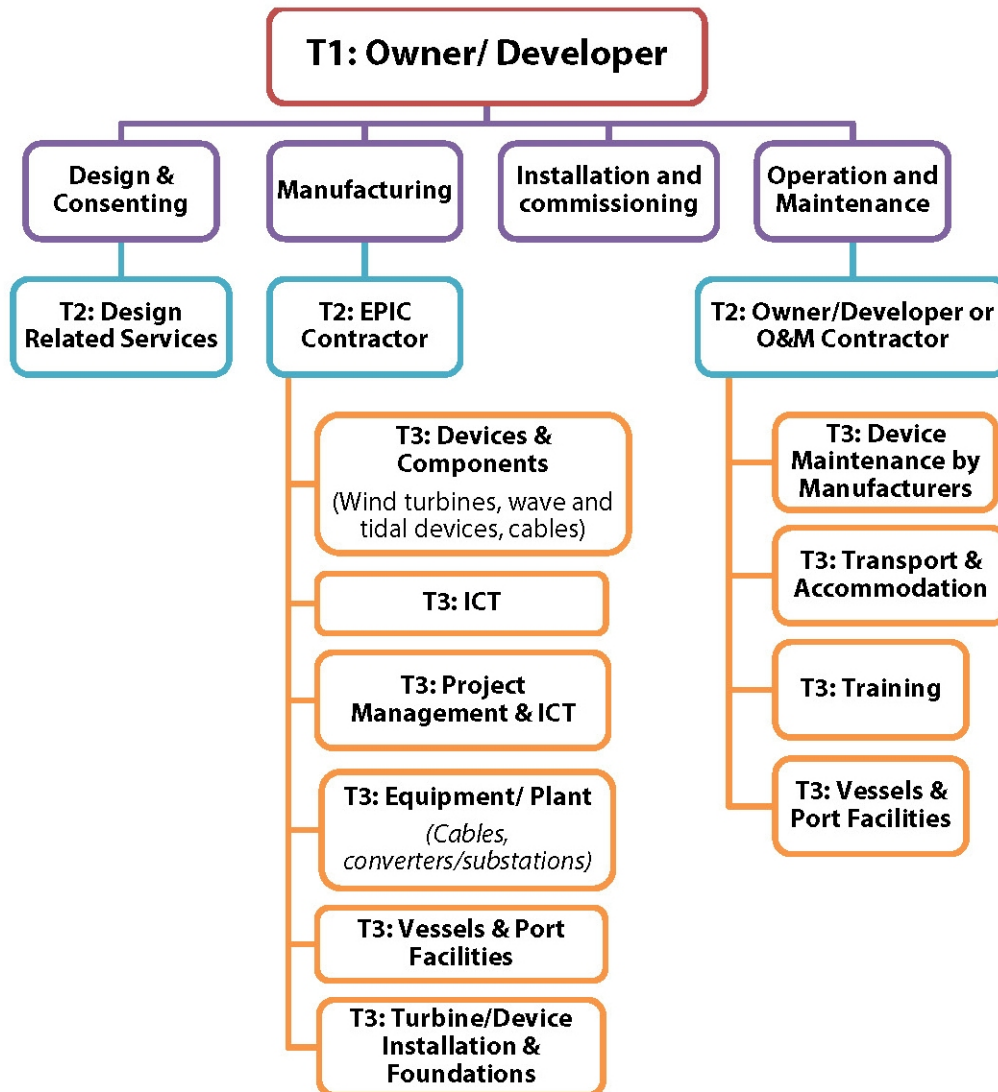 T1: Owner/ Developer
Design &
Consenting
Manufacturing
Installation and
commissioning
Operation and
Maintenance
T2: Design
Related Services
T2: EPIC
Contractor
T2: Owner/Developer or
O&M Contractor
T3: Devices &
Components
(Wind turbines, wave and
tidal devices, cables)
T3: ICT
T3: Project
Management & ICT
T3: Equipment/ Plant
(Cables,
converters/substations)
T3: Vessels & Port
Facilities
T3: Turbine/Device
Installation &
Foundations
T3: Device
Maintenance by
Manufacturers
T3: Transport &
Accommodation
T3: Training
T3: Vessels &
Port Facilities